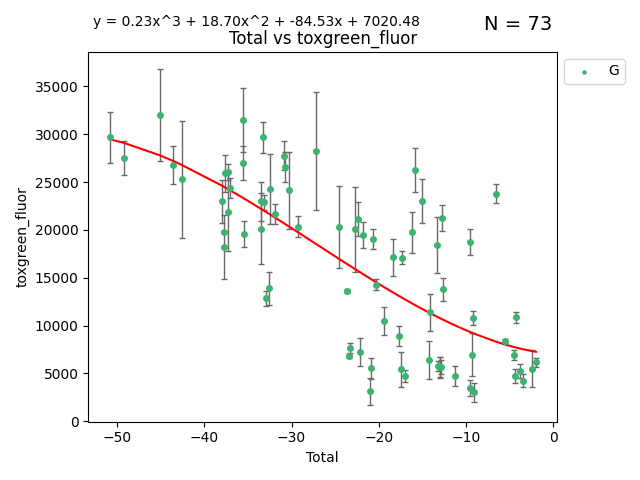 y = 0.23x^3 + 18.70x^2 + -84.53x + 7020.48
N = 73
Total vs toxgreen_fluor
G
toxgreen_fluor
35000
30000
25000
20000
15000
10000
5000
0
−50
−40
−30
−20
−10
0
Total